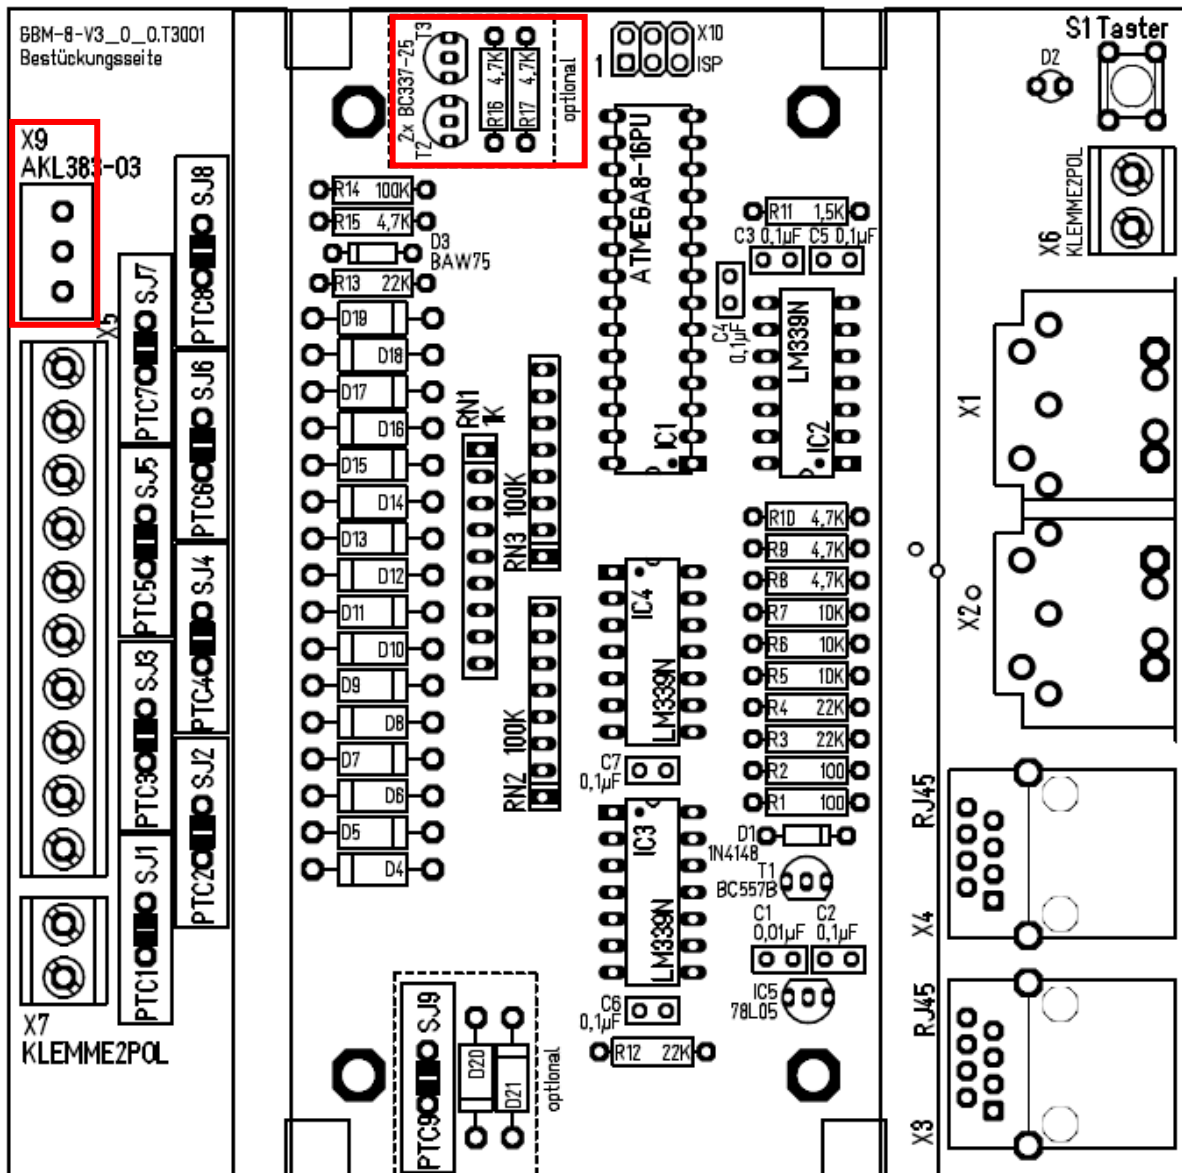 GBM-8-V3_0_0.T3001
Bestückungsseite
X9
AKL383-03
X5
PTC8 SJ8
PTC7 SJ7
PTC6 SJ6
PTC5 SJ5
PTC4 SJ4
PTC3 SJ3
PTC2 SJ2
PTC1 SJ1
X7
KLEMME2POL
T3
2x BC337-25
T2
R16 4,7K
R17 4,7K
optional
X10
1 ISP
R14 100K
R15 4,7K
D3
BAW75
R13 22K
D19
D18
D17
D16
D15
D14
D13
D12
D11
D10
D9
D8
D7
D6
D5
D4
RN1
1K
RN3 100K
RN2 100K
ATMEGA8-16PU
IC1
R11 1,5K
C3 0,1µF
C5 0,1µF
C4
0,1µF
LM339N
IC2
IC4
LM339N
C7
0,1µF
IC3
LM339N
C6
0,1µF
R12 22K
R10 4,7K
R9 4,7K
R8 4,7K
R7 10K
R6 10K
R5 10K
R4 22K
R3 22K
R2 100
R1 100
D1
1N4148
T1
BC557B
C1
0,01µF
C2
0,1µF
IC5
78L05
PTC9 SJ9
D20
D21
optional
S1 Taster
D2
X6
KLEMME2POL
X1
X2
RJ45
X4
RJ45
X3